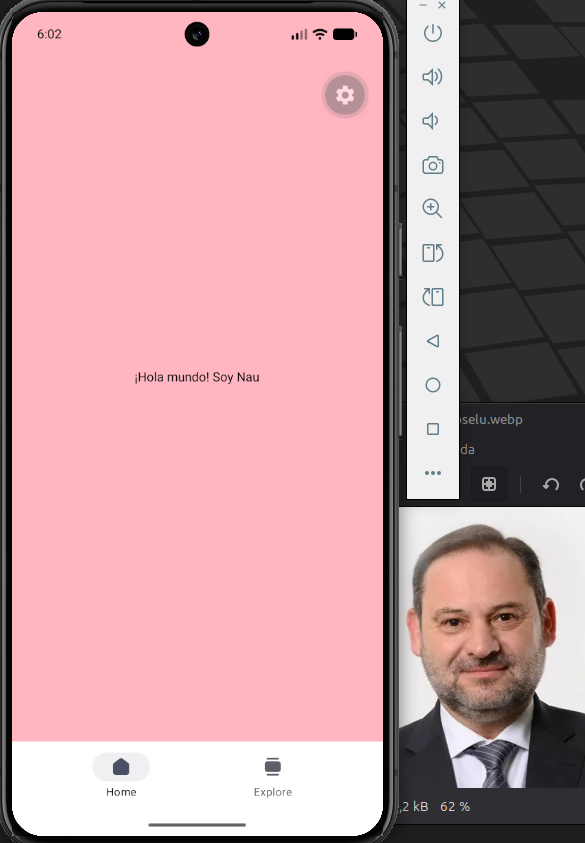 6:02
¡Hola mundo! Soy Nau
Home
Explore
oselu.webp
da
,2 kB 62 %